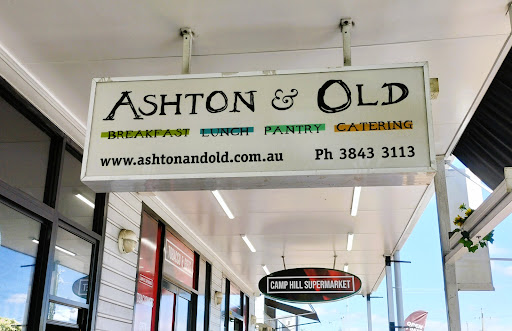 ASHTON & OLD
BREAKFAST LUNCH PANTRY CATERING
www.ashtonandold.com.au Ph 3843 3113
CAMP HILL SUPERMARKET